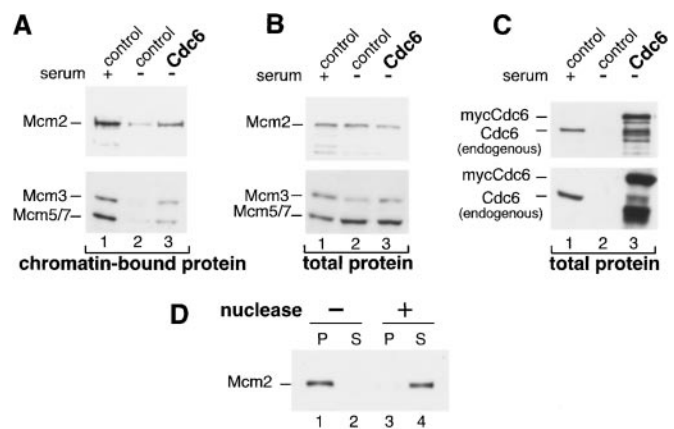 A
control
control
Cdc6
serum + - -
Mcm2
Mcm3
Mcm5/7
1 2 3
chromatin-bound protein
B
control
control
Cdc6
serum + - -
Mcm2
Mcm3
Mcm5/7
1 2 3
total protein
C
control
control
Cdc6
serum + - -
mycCdc6
Cdc6
(endogenous)
mycCdc6
Cdc6
(endogenous)
1 2 3
total protein
D
nuclease - +
P S P S
Mcm2
1 2 3 4